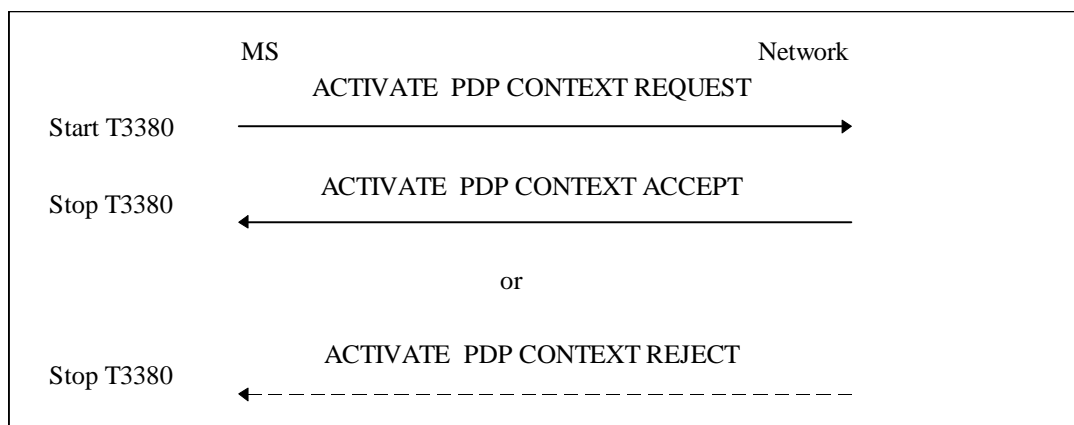 MS Network
ACTIVATE PDP CONTEXT REQUEST
Start T3380
ACTIVATE PDP CONTEXT ACCEPT
Stop T3380
or
ACTIVATE PDP CONTEXT REJECT
Stop T3380